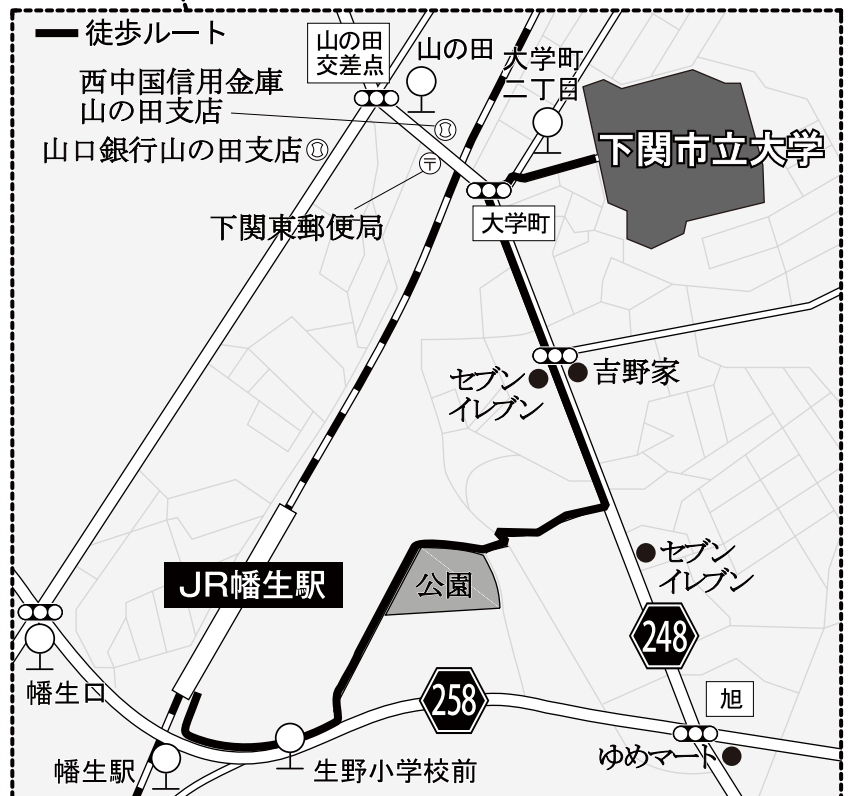 徒歩ルート
山の田
交差点
山の田
大学町
二丁目
西中国信用金庫
山の田支店
山口銀行山の田支店
下関市立大学
〒
下関東郵便局
大学町
セブン
イレブン
吉野家
セブン
イレブン
JR幡生駅
公園
248
幡生口
258
旭
幡生駅
生野小学校前
ゆめマート